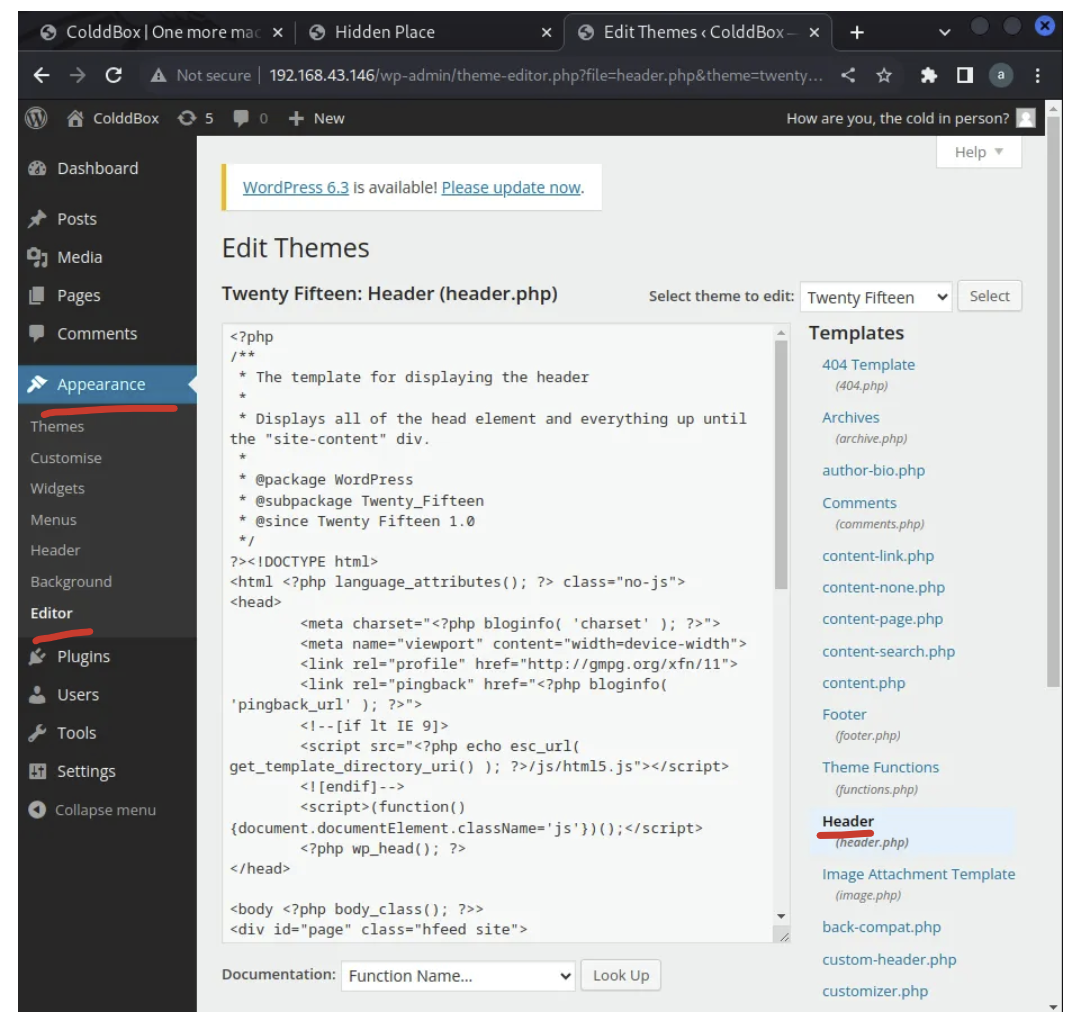 ColddBox | One more mac
Hidden Place
Edit Themes ‹ ColddBox —
Not secure | 192.168.43.146/wp-admin/theme-editor.php?file=header.php&theme=twenty...
a
ColddBox
5
0
New
How are you, the cold in person?
Help
Dashboard
Posts
Media
Pages
Comments
Appearance
Themes
Customise
Widgets
Menus
Header
Background
Editor
Plugins
Users
Tools
Settings
Collapse menu
WordPress 6.3 is available! Please update now.
Edit Themes
Twenty Fifteen: Header (header.php)
Select theme to edit: Twenty Fifteen Select
<?php
/**
 * The template for displaying the header
 *
 * Displays all of the head element and everything up until
the "site-content" div.
 *
 * @package WordPress
 * @subpackage Twenty_Fifteen
 * @since Twenty Fifteen 1.0
 */
?><!DOCTYPE html>
<html <?php language_attributes(); ?> class="no-js">
<head>
<meta charset="<?php bloginfo( 'charset' ); ?>">
<meta name="viewport" content="width=device-width">
<link rel="profile" href="http://gmpg.org/xfn/11">
<link rel="pingback" href="<?php bloginfo(
'pingback_url' ); ?>">
<!--[if lt IE 9]>
<script src="<?php echo esc_url(
get_template_directory_uri() ); ?>/js/html5.js"></script>
<![endif]-->
<script>(function()
{document.documentElement.className='js'})();</script>
<?php wp_head(); ?>
</head>
<body <?php body_class(); ?>>
<div id="page" class="hfeed site">
Documentation: Function Name... Look Up
Templates
404 Template
(404.php)
Archives
(archive.php)
author-bio.php
Comments
(comments.php)
content-link.php
content-none.php
content-page.php
content-search.php
content.php
Footer
(footer.php)
Theme Functions
(functions.php)
Header
(header.php)
Image Attachment Template
(image.php)
back-compat.php
custom-header.php
customizer.php